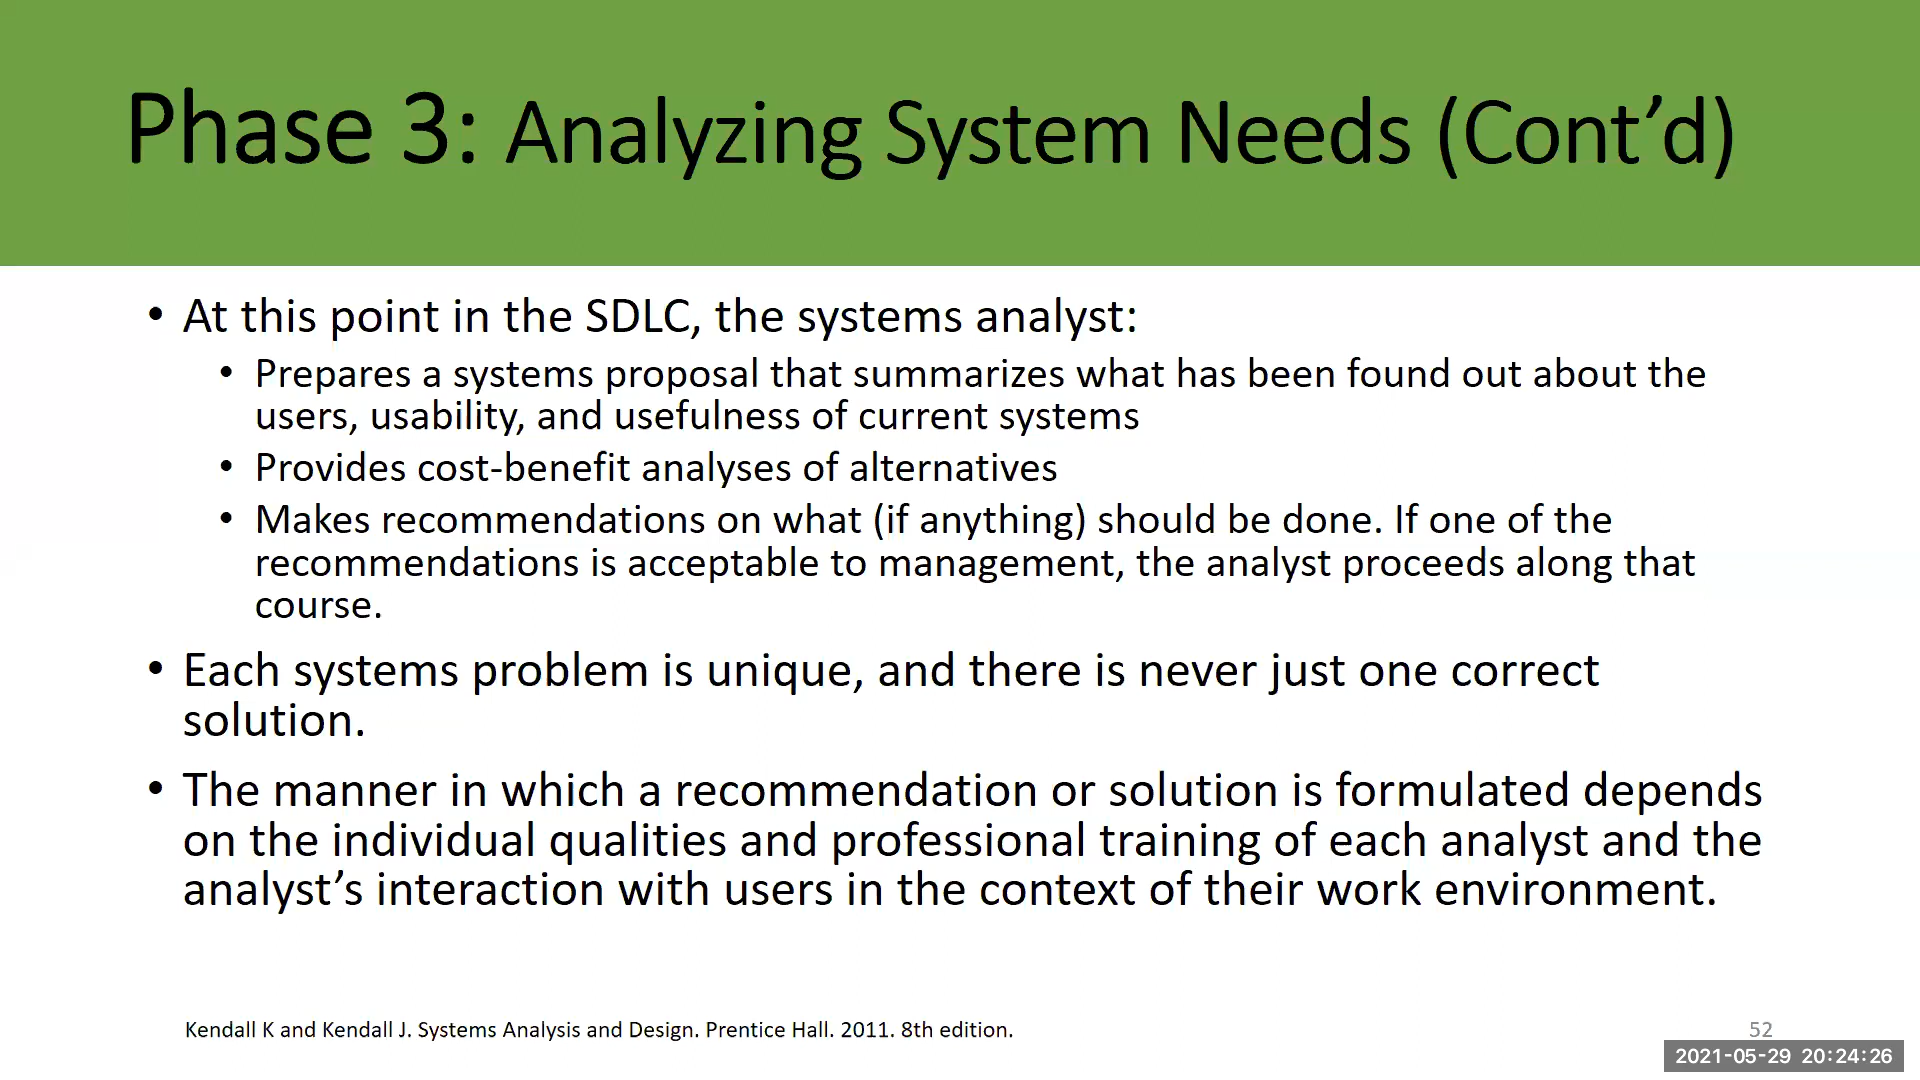 Phase 3: Analyzing System Needs (Cont’d)
• At this point in the SDLC, the systems analyst:
• Prepares a systems proposal that summarizes what has been found out about the
users, usability, and usefulness of current systems
• Provides cost-benefit analyses of alternatives
• Makes recommendations on what (if anything) should be done. If one of the
recommendations is acceptable to management, the analyst proceeds along that
course.
• Each systems problem is unique, and there is never just one correct
solution.
• The manner in which a recommendation or solution is formulated depends
on the individual qualities and professional training of each analyst and the
analyst’s interaction with users in the context of their work environment.
Kendall K and Kendall J. Systems Analysis and Design. Prentice Hall. 2011. 8th edition.
52
2021-05-29 20:24:26